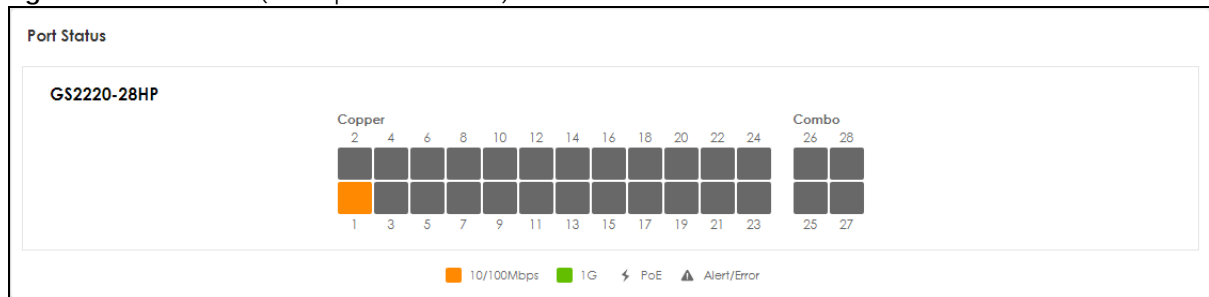 Port Status
GS2220-28HP
Copper Combo
2 4 6 8 10 12 14 16 18 20 22 24 26 28
1 3 5 7 9 11 13 15 17 19 21 23 25 27
10/100Mbps 1G PoE Alert/Error